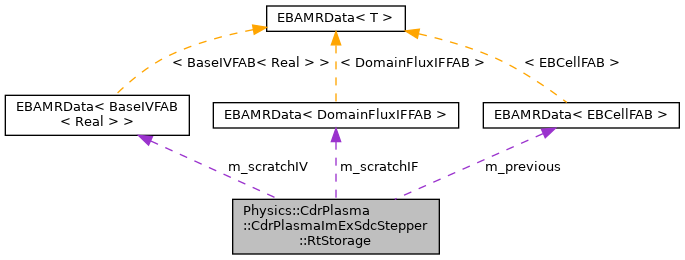 EBAMRData< T >
< BaseIVFAB< Real > >
< DomainFluxIFFAB >
< EBCellFAB >
EBAMRData< BaseIVFAB
< Real > >
EBAMRData< DomainFluxIFFAB >
EBAMRData< EBCellFAB >
m_scratchIV
m_scratchIF
m_previous
Physics::CdrPlasma
::CdrPlasmaImExSdcStepper
::RtStorage